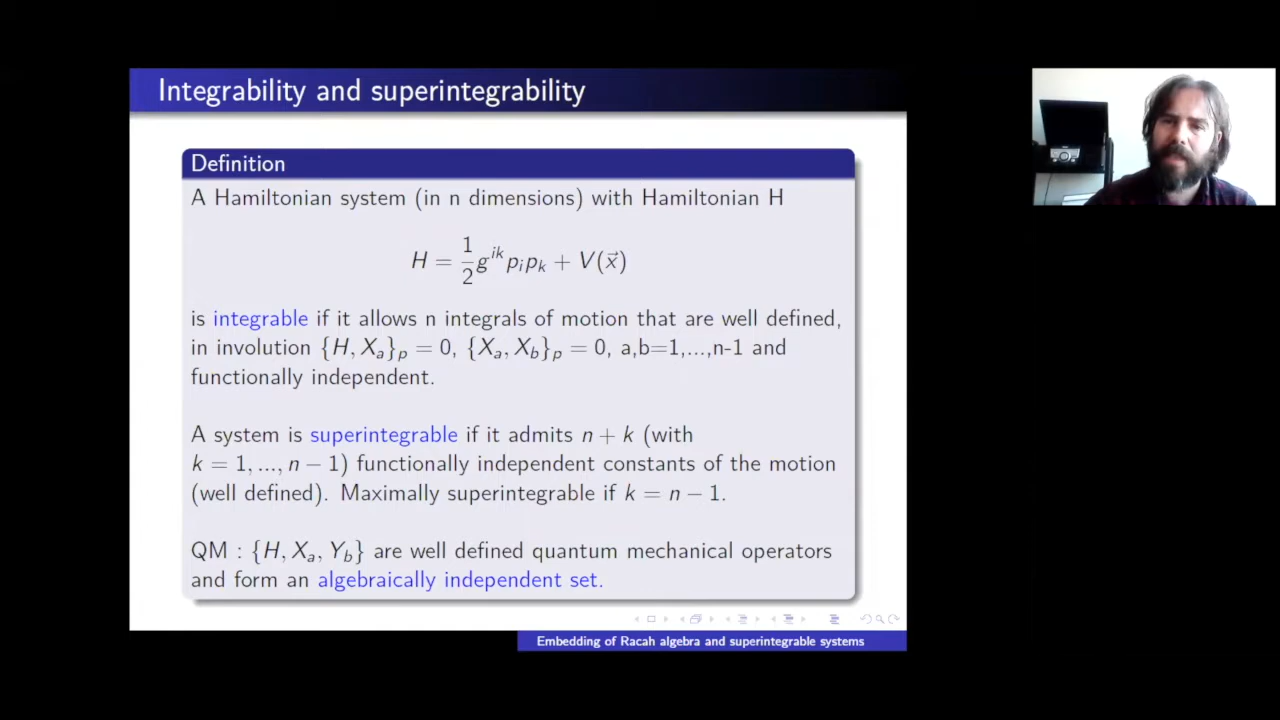 Integrability and superintegrability
Definition
A Hamiltonian system (in n dimensions) with Hamiltonian H
H = \frac{1}{2} g^{ik} p_i p_k + V(\vec{x})
is integrable if it allows n integrals of motion that are well defined,
in involution {H, X_a}_p = 0, {X_a, X_b}_p = 0, a,b=1,...,n-1 and
functionally independent.
A system is superintegrable if it admits n + k (with
k = 1, ..., n − 1) functionally independent constants of the motion
(well defined). Maximally superintegrable if k = n − 1.
QM : {H, X_a, Y_b} are well defined quantum mechanical operators
and form an algebraically independent set.
Embedding of Racah algebra and superintegrable systems